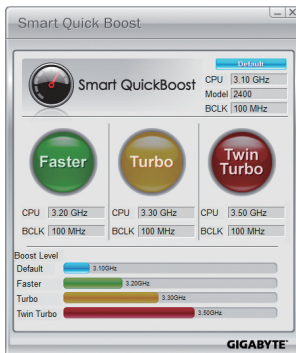 Smart Quick Boost
Default
Smart QuickBoost
CPU 3.10 GHz
Model 2400
BCLK 100 MHz
Faster
Turbo
Twin
Turbo
CPU 3.20 GHz
CPU 3.30 GHz
CPU 3.50 GHz
BCLK 100 MHz
BCLK 100 MHz
BCLK 100 MHz
Boost Level
Default 3.10GHz
Faster 3.20GHz
Turbo 3.30GHz
Twin Turbo 3.50GHz
GIGABYTE™